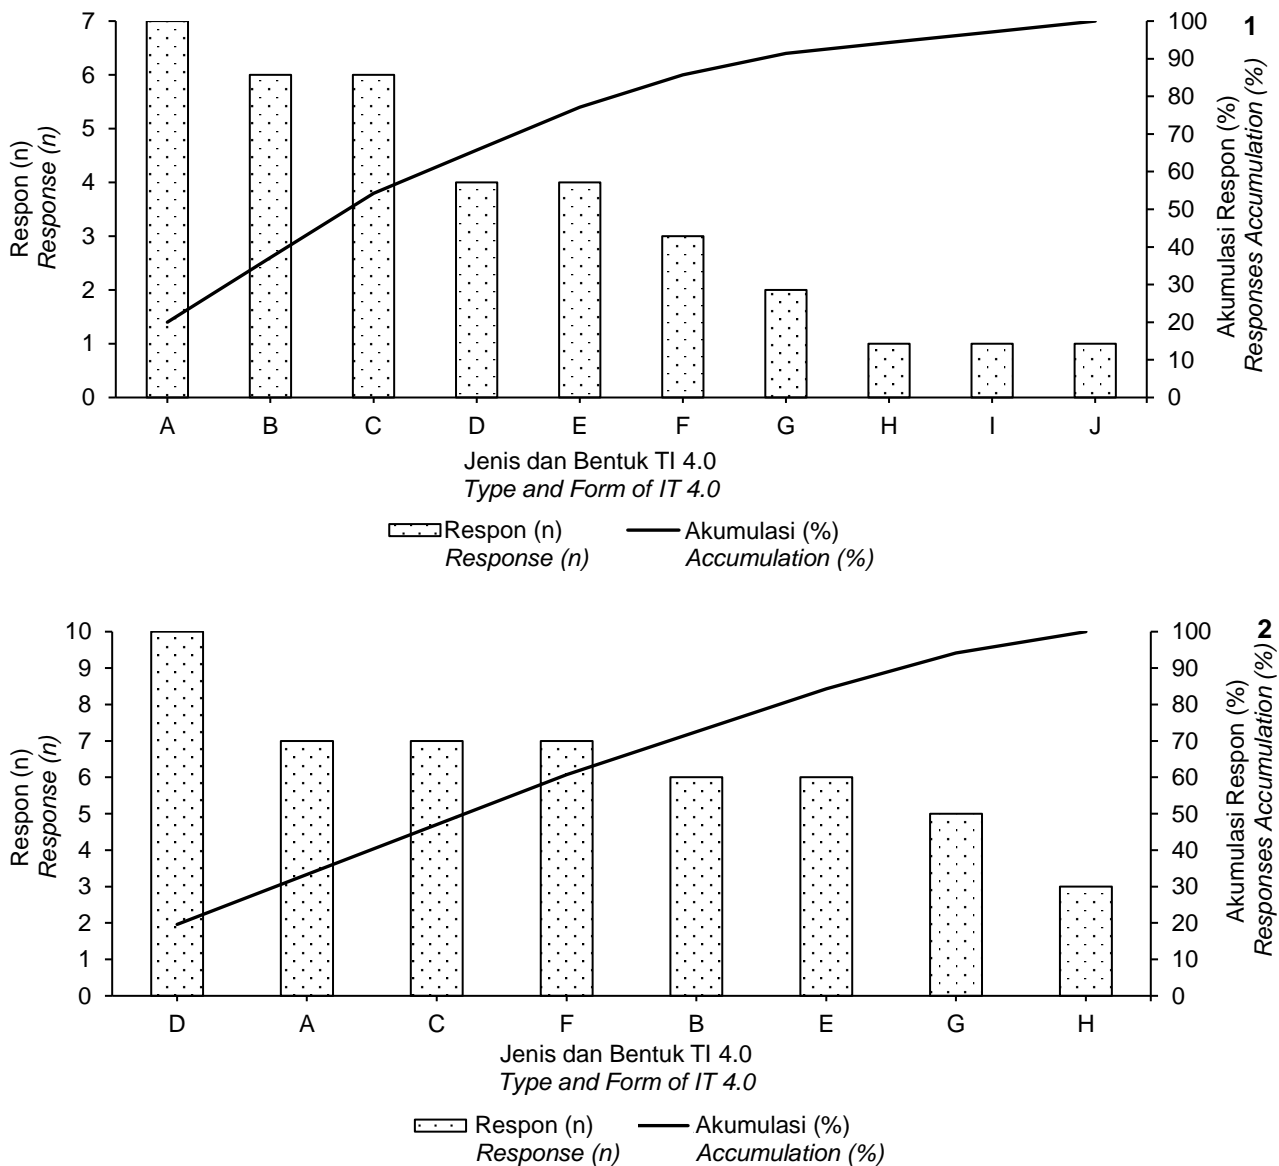 1
7
6
5
4
3
2
1
0
Respon (n)
Response (n)
100
90
80
70
60
50
40
30
20
10
0
Akumulasi Respon (%)
Responses Accumulation (%)
A B C D E F G H I J
Jenis dan Bentuk TI 4.0
Type and Form of IT 4.0
Respon (n) Akumulasi (%)
Response (n) Accumulation (%)
2
10
9
8
7
6
5
4
3
2
1
0
Respon (n)
Response (n)
100
90
80
70
60
50
40
30
20
10
0
Akumulasi Respon (%)
Responses Accumulation (%)
D A C F B E G H
Jenis dan Bentuk TI 4.0
Type and Form of IT 4.0
Respon (n) Akumulasi (%)
Response (n) Accumulation (%)